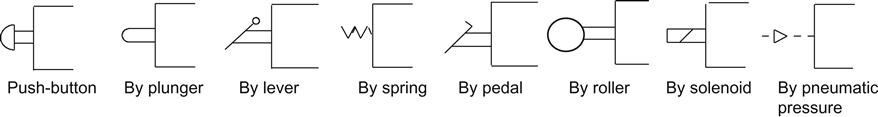 Push-button By plunger By lever By spring By pedal By roller By solenoid By pneumatic
pressure